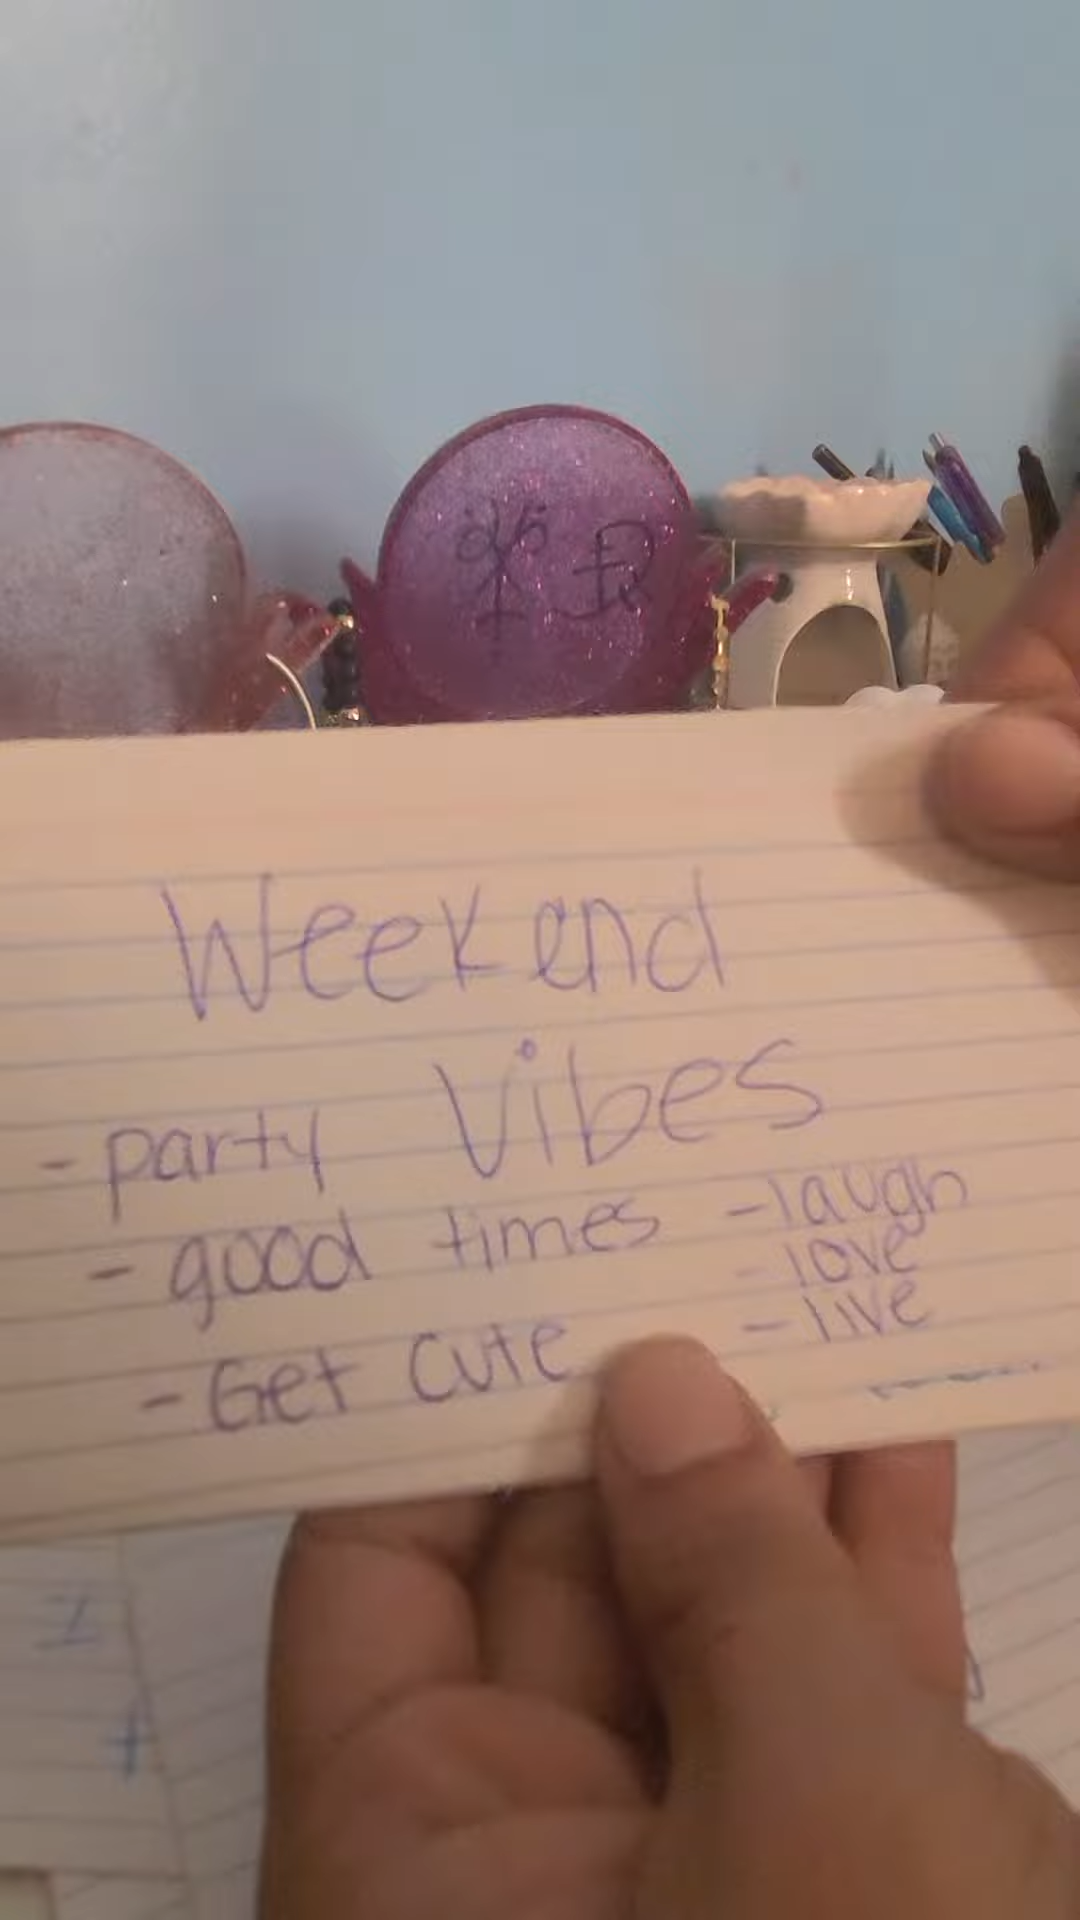 Weekend
Vibes
- party
- good times
- Get Cute
- laugh
- love
- live